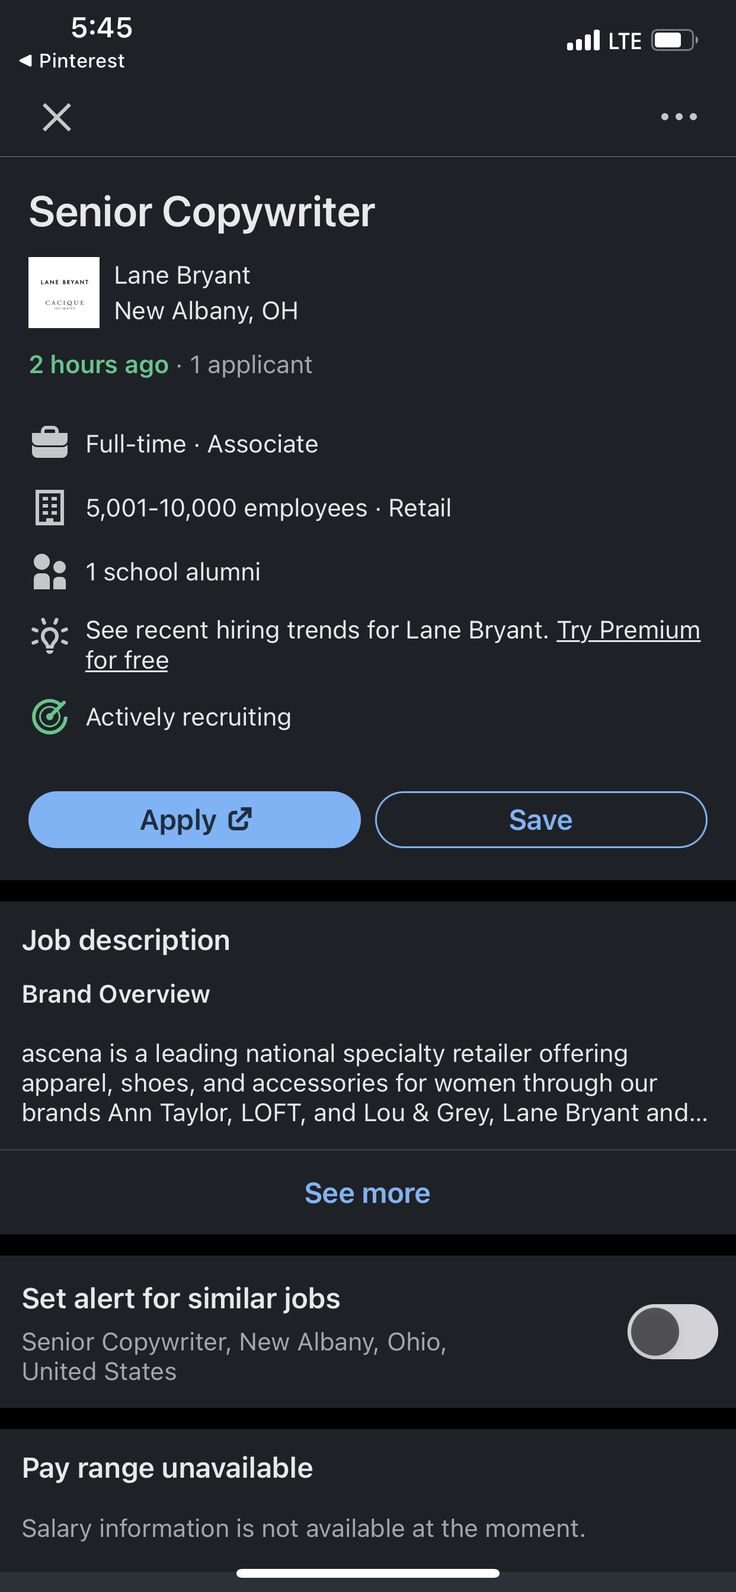 5:45
LTE
◀ Pinterest
Senior Copywriter
LANE BRYANT
CACIQUE
INTIMATES
Lane Bryant
New Albany, OH
2 hours ago · 1 applicant
Full-time · Associate
5,001-10,000 employees · Retail
1 school alumni
See recent hiring trends for Lane Bryant. Try Premium
for free
Actively recruiting
Apply
Save
Job description
Brand Overview
ascena is a leading national specialty retailer offering
apparel, shoes, and accessories for women through our
brands Ann Taylor, LOFT, and Lou & Grey, Lane Bryant and...
See more
Set alert for similar jobs
Senior Copywriter, New Albany, Ohio,
United States
Pay range unavailable
Salary information is not available at the moment.